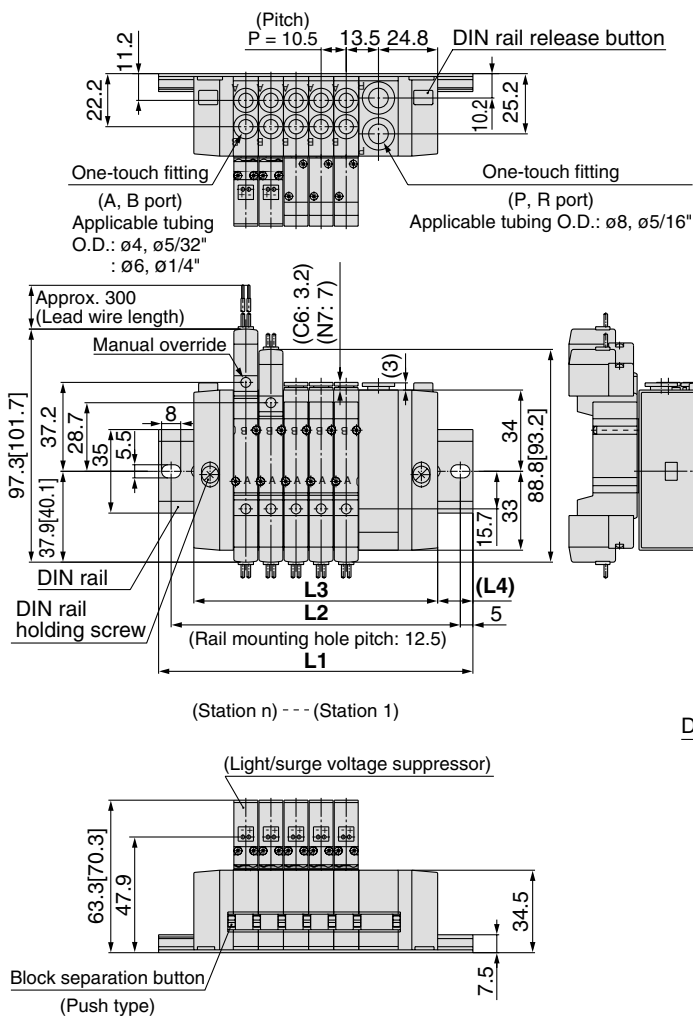 (Pitch)
P = 10.5
13.5
24.8
DIN rail release button
11.2
22.2
10.2
25.2
A
B
P
R
One-touch fitting
(A, B port)
Applicable tubing
O.D.: ø4, ø5/32"
: ø6, Ø1/4"
One-touch fitting
(P, R port)
Applicable tubing O.D.: ø8, ø5/16"
Approx. 300
(Lead wire length)
Manual override
(C6: 3.2)
(N7: 7)
(3)
97.3[101.7]
37.2
28.7
35
8
5.5
37.9[40.1]
34
33
15.7
88.8[93.2]
B
A
DIN rail
DIN rail
holding screw
L3
(L4)
L2
5
(Rail mounting hole pitch: 12.5)
L1
(Station n) - - - (Station 1)
D
(Light/surge voltage suppressor)
63.3[70.3]
47.9
34.5
7.5
Block separation button
(Push type)